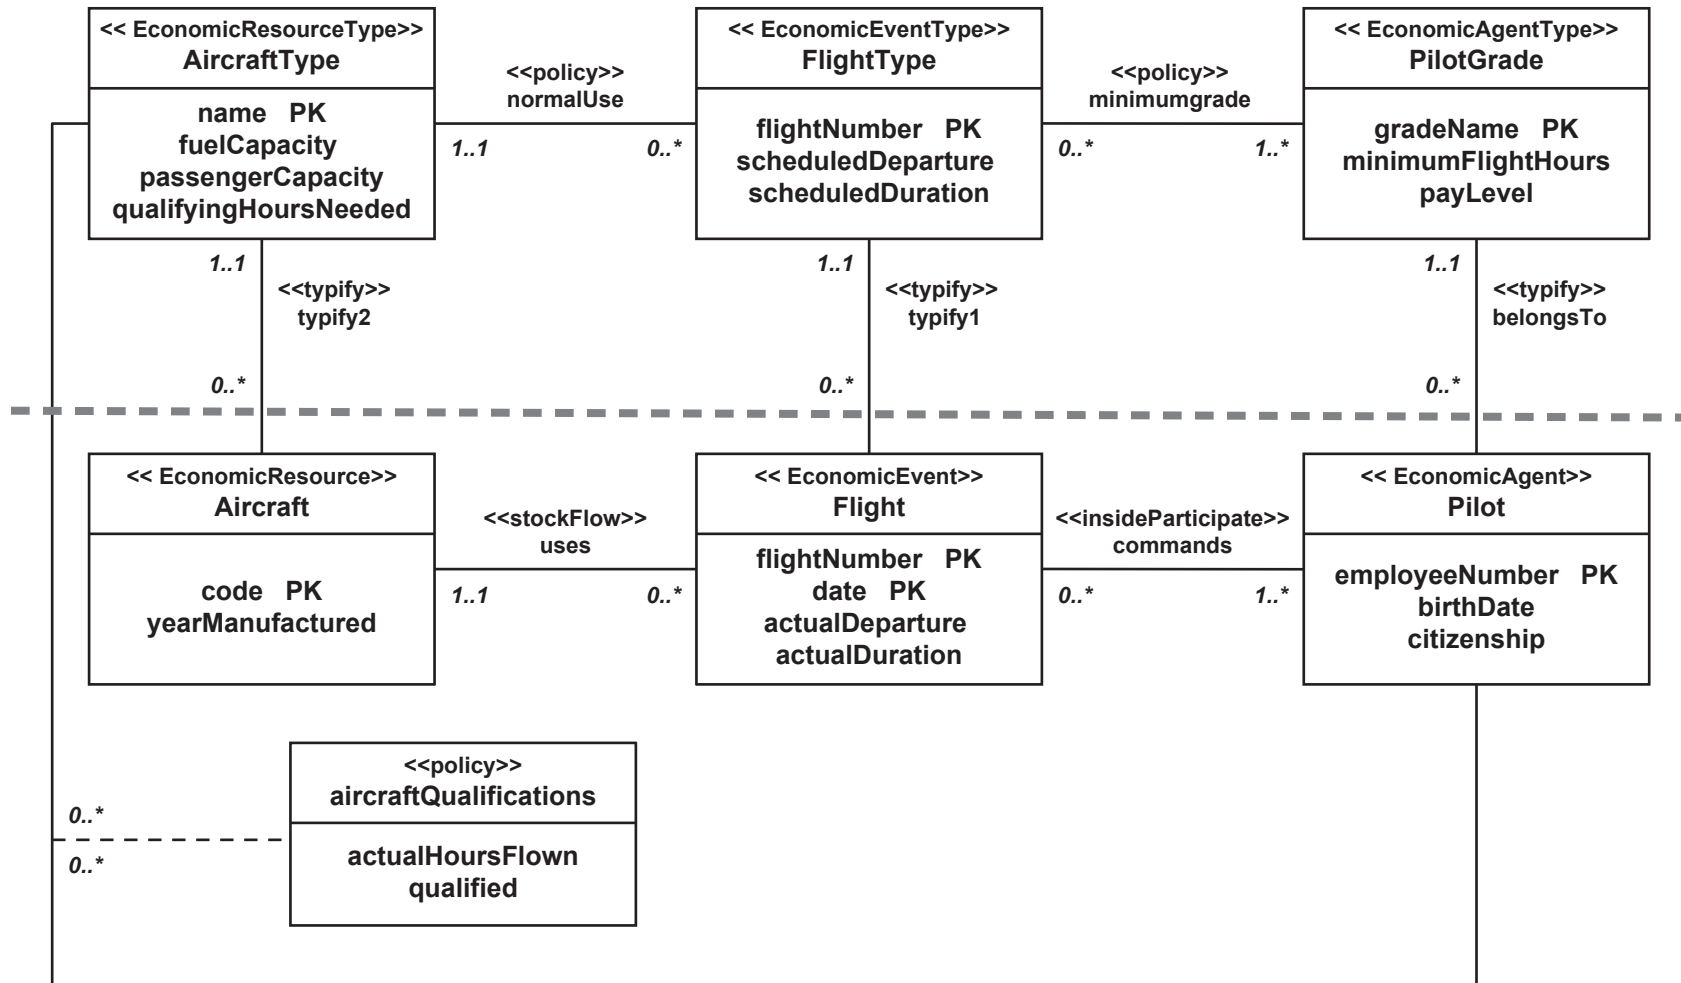 << EconomicResourceType>>
AircraftType
name PK
fuelCapacity
passengerCapacity
qualifyingHoursNeeded
<<policy>>
normalUse
1..1
0..*
<< EconomicEventType>>
FlightType
flightNumber PK
scheduledDeparture
scheduledDuration
<<policy>>
minimumgrade
0..*
1..*
<< EconomicAgentType>>
PilotGrade
gradeName PK
minimumFlightHours
payLevel
1..1
<<typify>>
typify2
0..*
1..1
<<typify>>
typify1
0..*
1..1
<<typify>>
belongsTo
0..*
<< EconomicResource>>
Aircraft
code PK
yearManufactured
<<stockFlow>>
uses
1..1
0..*
<< EconomicEvent>>
Flight
flightNumber PK
date PK
actualDeparture
actualDuration
<<insideParticipate>>
commands
0..*
1..*
<< EconomicAgent>>
Pilot
employeeNumber PK
birthDate
citizenship
<<policy>>
aircraftQualifications
actualHoursFlown
qualified
0..*
0..*